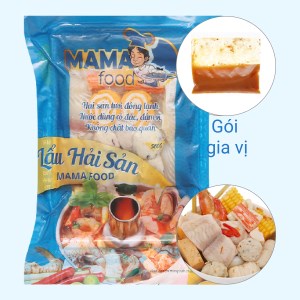 MAMA
food
Hải sản tươi đông lạnh
Nước dùng cô đặc, đậm vị
Không chất bảo quản
500g
Lẩu Hải Sản
MAMA FOOD
Gói
gia vị